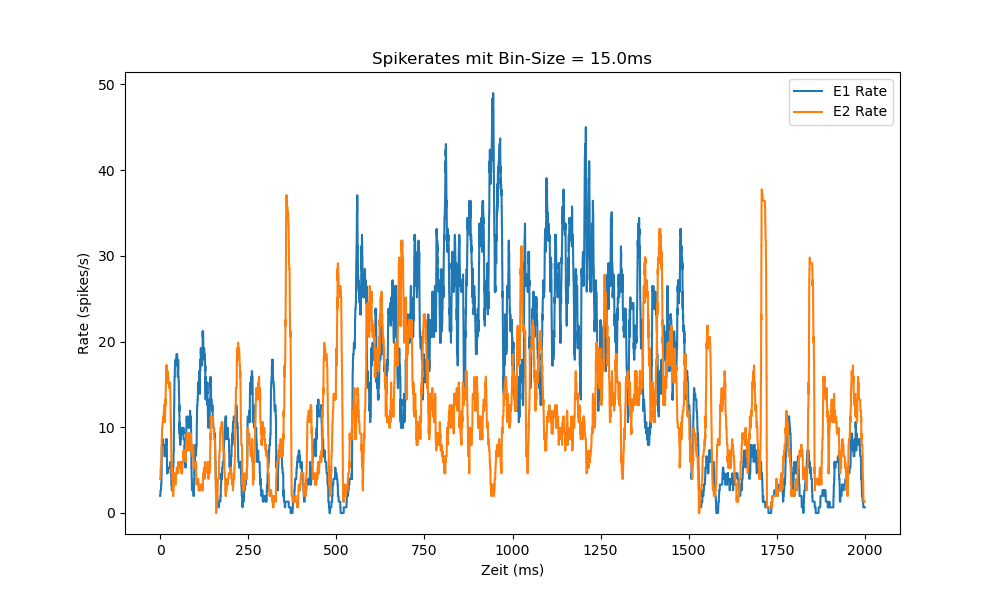 Spikerates mit Bin-Size = 15.0ms
E1 Rate
E2 Rate
Rate (spikes/s)
50
40
30
20
10
0
0 250 500 750 1000 1250 1500 1750 2000
Zeit (ms)